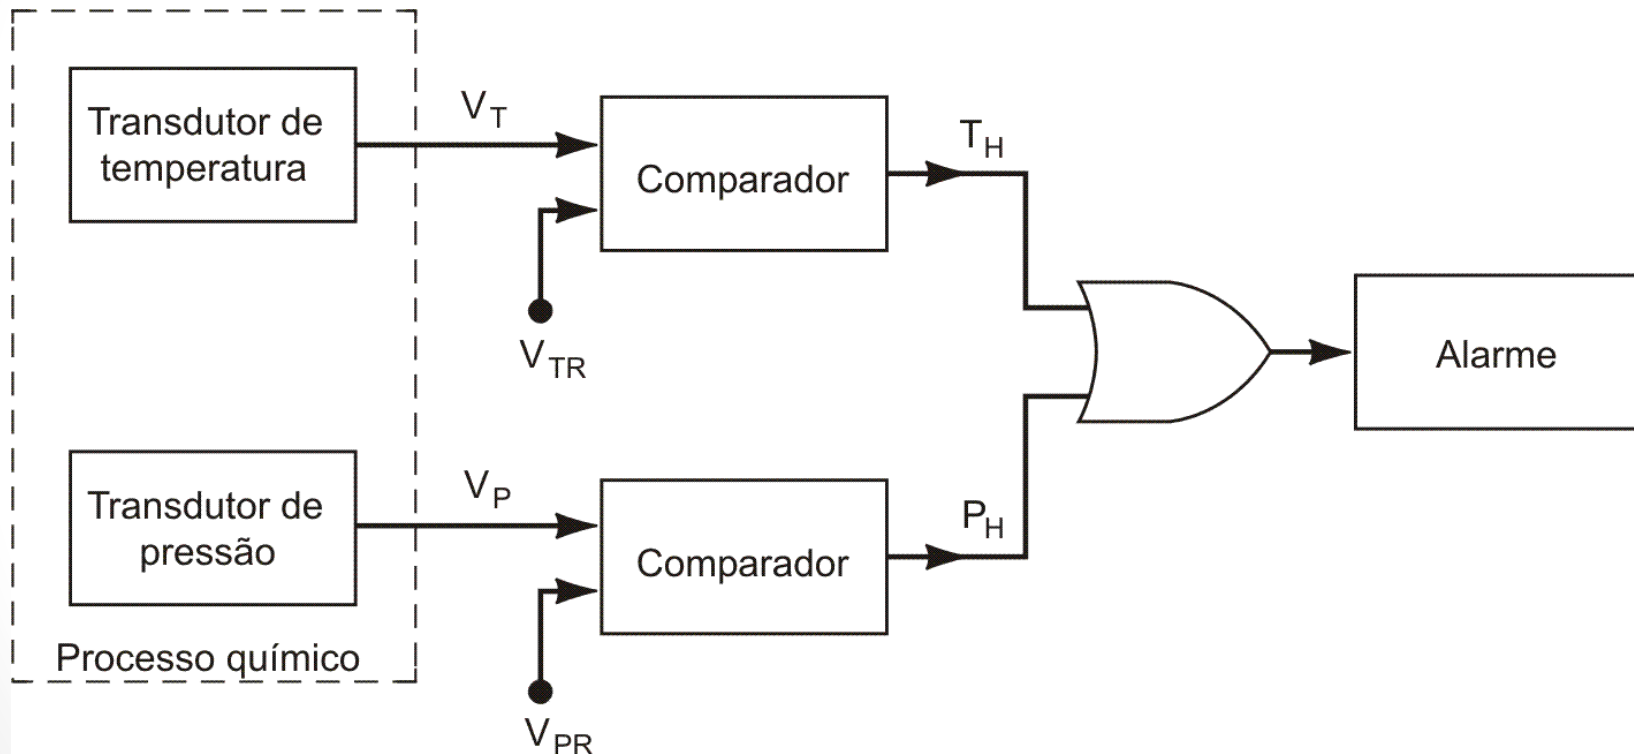 Transdutor de
temperatura
V_T
Comparador
T_H
V_TR
Alarme
Transdutor de
pressão
V_P
Comparador
P_H
Processo químico
V_PR